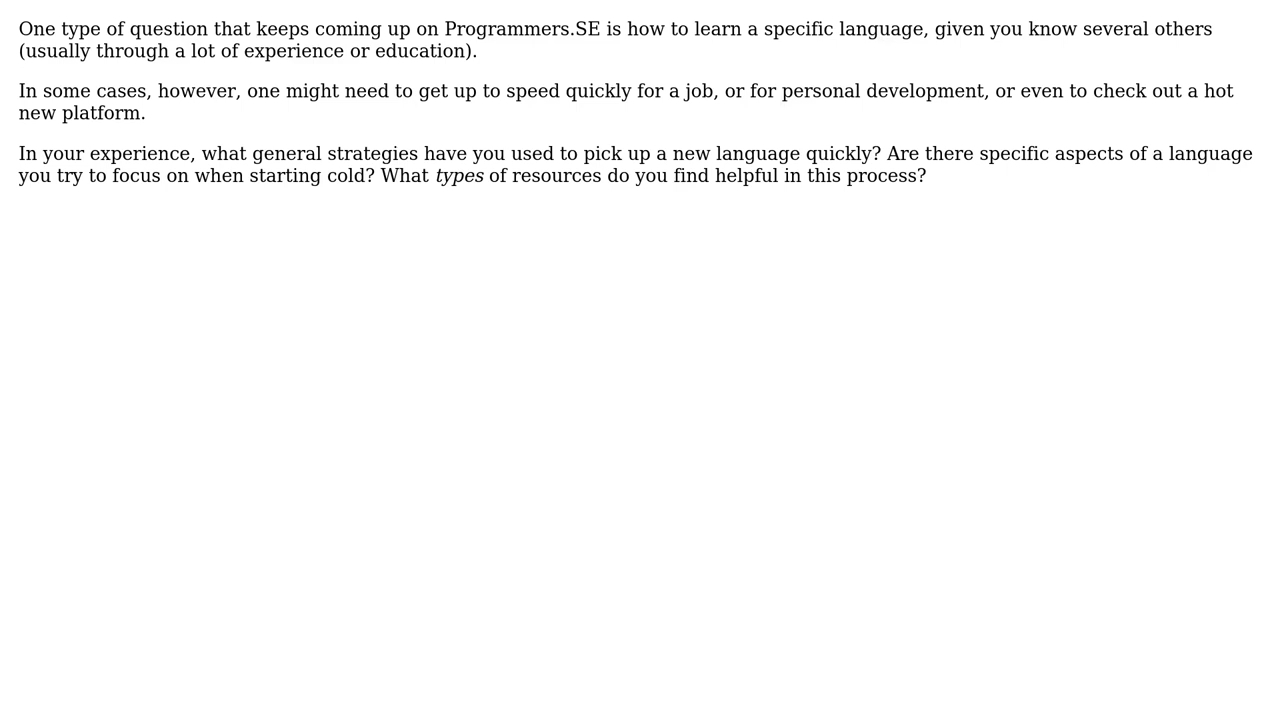 One type of question that keeps coming up on Programmers.SE is how to learn a specific language, given you know several others
(usually through a lot of experience or education).
In some cases, however, one might need to get up to speed quickly for a job, or for personal development, or even to check out a hot
new platform.
In your experience, what general strategies have you used to pick up a new language quickly? Are there specific aspects of a language
you try to focus on when starting cold? What types of resources do you find helpful in this process?